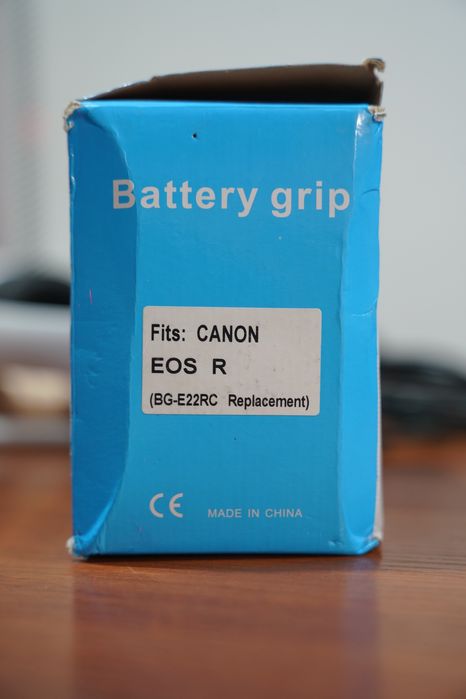 Battery grip
Fits: CANON
EOS R
(BG-E22RC Replacement)
CE MADE IN CHINA